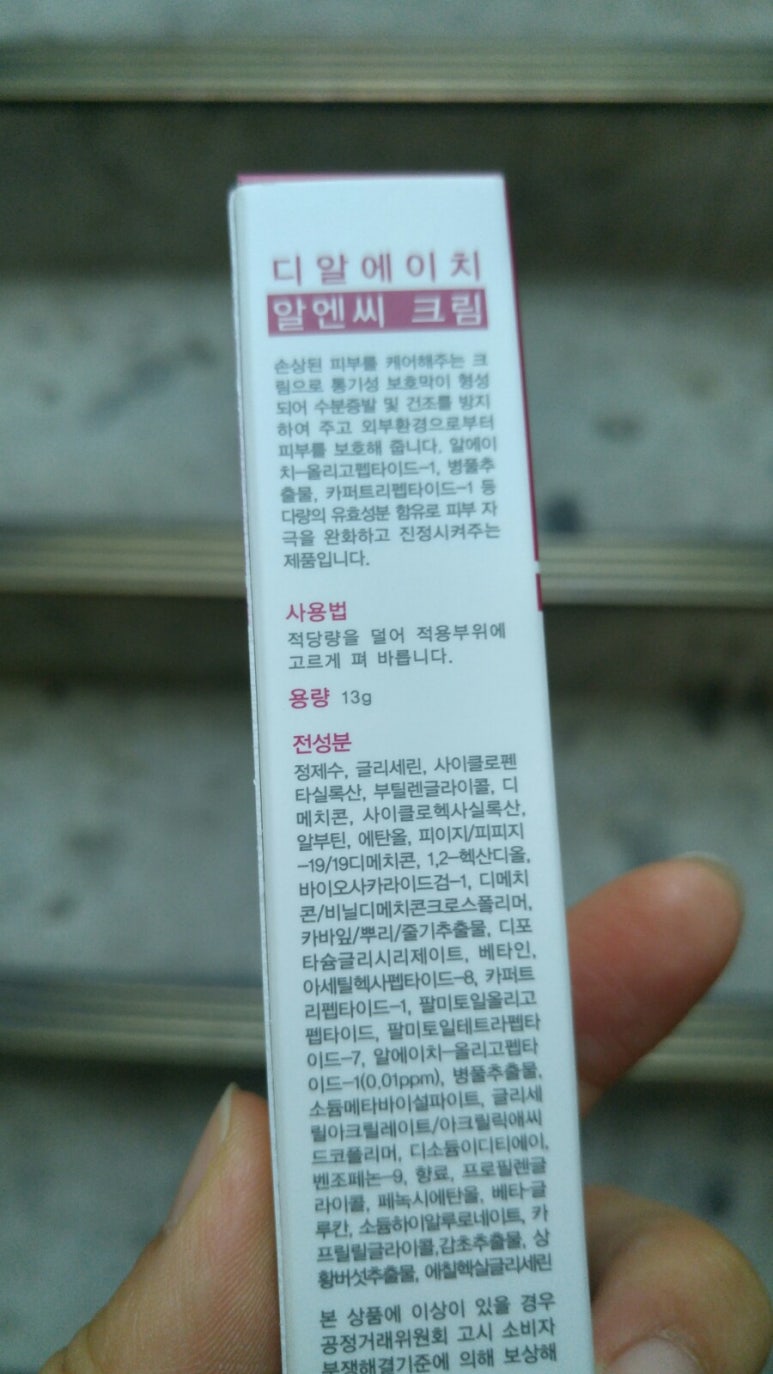 디알에이치
알엔씨 크림
손상된 피부를 케어해주는 크
림으로 통기성 보호막이 형성
되어 수분증발 및 건조를 방지
하여 주고 외부환경으로부터
피부를 보호해 줍니다. 알에이
치-올리고펩타이드-1, 병풀추
출물, 카퍼트리펩타이드-1 등
다량의 유효성분 함유로 피부 자
극을 완화하고 진정시켜주는
제품입니다.
사용법
적당량을 덜어 적용부위에
고르게 펴 바릅니다.
용량 13g
전성분
정제수, 글리세린, 사이클로펜
타실록산, 부틸렌글라이콜, 디
메치콘, 사이클로헥사실록산,
알부틴, 에탄올, 피이지/피피지
-19/19디메치콘, 1,2-헥산디올,
바이오사카라이드검-1, 디메치
콘/비닐디메치콘크로스폴리머,
카바잎/뿌리/줄기추출물, 디포
타슘글리시리제이트, 베타인,
아세틸헥사펩타이드-8, 카퍼트
리펩타이드-1, 팔미토일올리고
펩타이드, 팔미토일테트라펩타
이드-7, 알에이치-올리고펩타
이드-1(0.01ppm), 병풀추출물,
소듐메타바이설파이트, 글리세
릴아크릴레이트/아크릴릭애씨
드코폴리머, 디소듐이디티에이,
벤조페논-9, 향료, 프로필렌글
라이콜, 페녹시에탄올, 베타-글
루칸, 소듐하이알루로네이트, 카
프릴릴글라이콜,감초추출물, 상
황버섯추출물, 에칠헥실글리세린
본 상품에 이상이 있을 경우
공정거래위원회 고시 소비자
분쟁해결기준에 의해 보상해